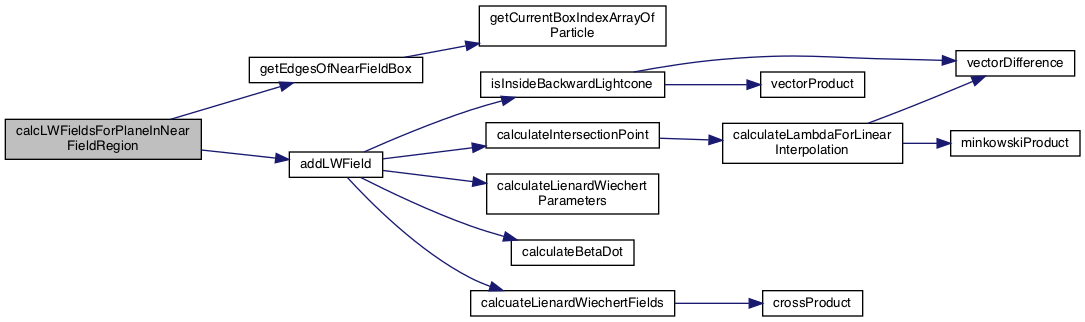 getCurrentBoxIndexArrayOf
Particle
getEdgesOfNearFieldBox
vectorDifference
isInsideBackwardLightcone
vectorProduct
calcLWFieldsForPlaneInNear
FieldRegion
calculateIntersectionPoint
calculateLambdaForLinear
Interpolation
minkowskiProduct
addLWField
calculateLienardWiechert
Parameters
calculateBetaDot
calcuateLienardWiechertFields
crossProduct